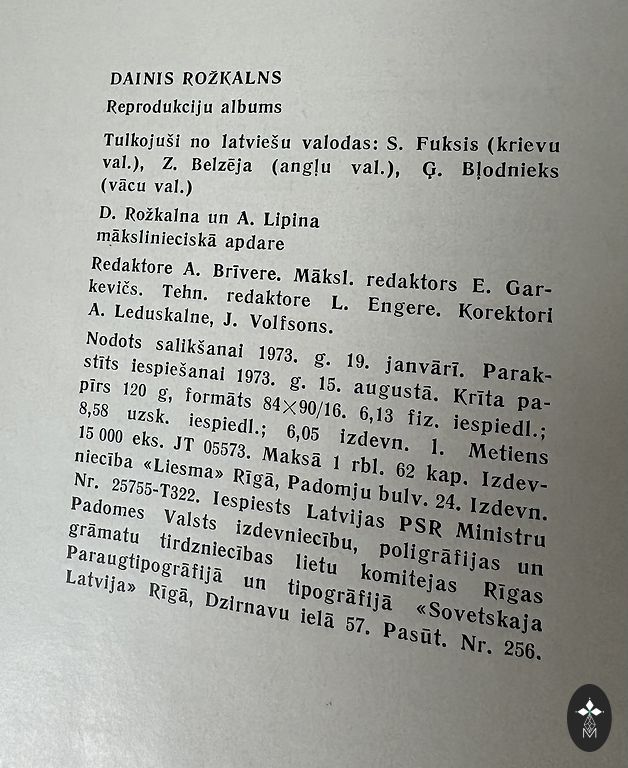 DAINIS ROŽKALNS
Reprodukciju albums
Tulkojuši no latviešu valodas: S. Fuksis (krievu
val.), Z. Belzēja (angļu val.), Ģ. Bļodnieks
(vācu val.)
D. Rožkalna un A. Lipina
mākslinieciskā apdare
Redaktore A. Brīvere. Māksl. redaktors E. Gar-
kevičs. Tehn. redaktore L. Engere. Korektori
A. Leduskalne, J. Volfsons.
Nodots salikšanai 1973. g. 19. janvārī. Parak-
stīts iespiešanai 1973. g. 15. augustā. Krīta pa-
pīrs 120 g, formāts 84×90/16. 6,13 fiz. iespiedl.;
8,58 uzsk. iespiedl.; 6,05 izdevn. l. Metiens
15 000 eks. JT 05573. Maksā 1 rbl. 62 kap. Izdev-
niecība «Liesma» Rīgā, Padomju bulv. 24. Izdevn.
Nr. 25755-T322. Iespiests Latvijas PSR Ministru
Padomes Valsts izdevniecību, poligrāfijas un
grāmatu tirdzniecības lietu komitejas Rīgas
Paraugtipogrāfijā un tipogrāfijā «Sovetskaja
Latvija» Rīgā, Dzirnavu ielā 57. Pasūt. Nr. 256.
M